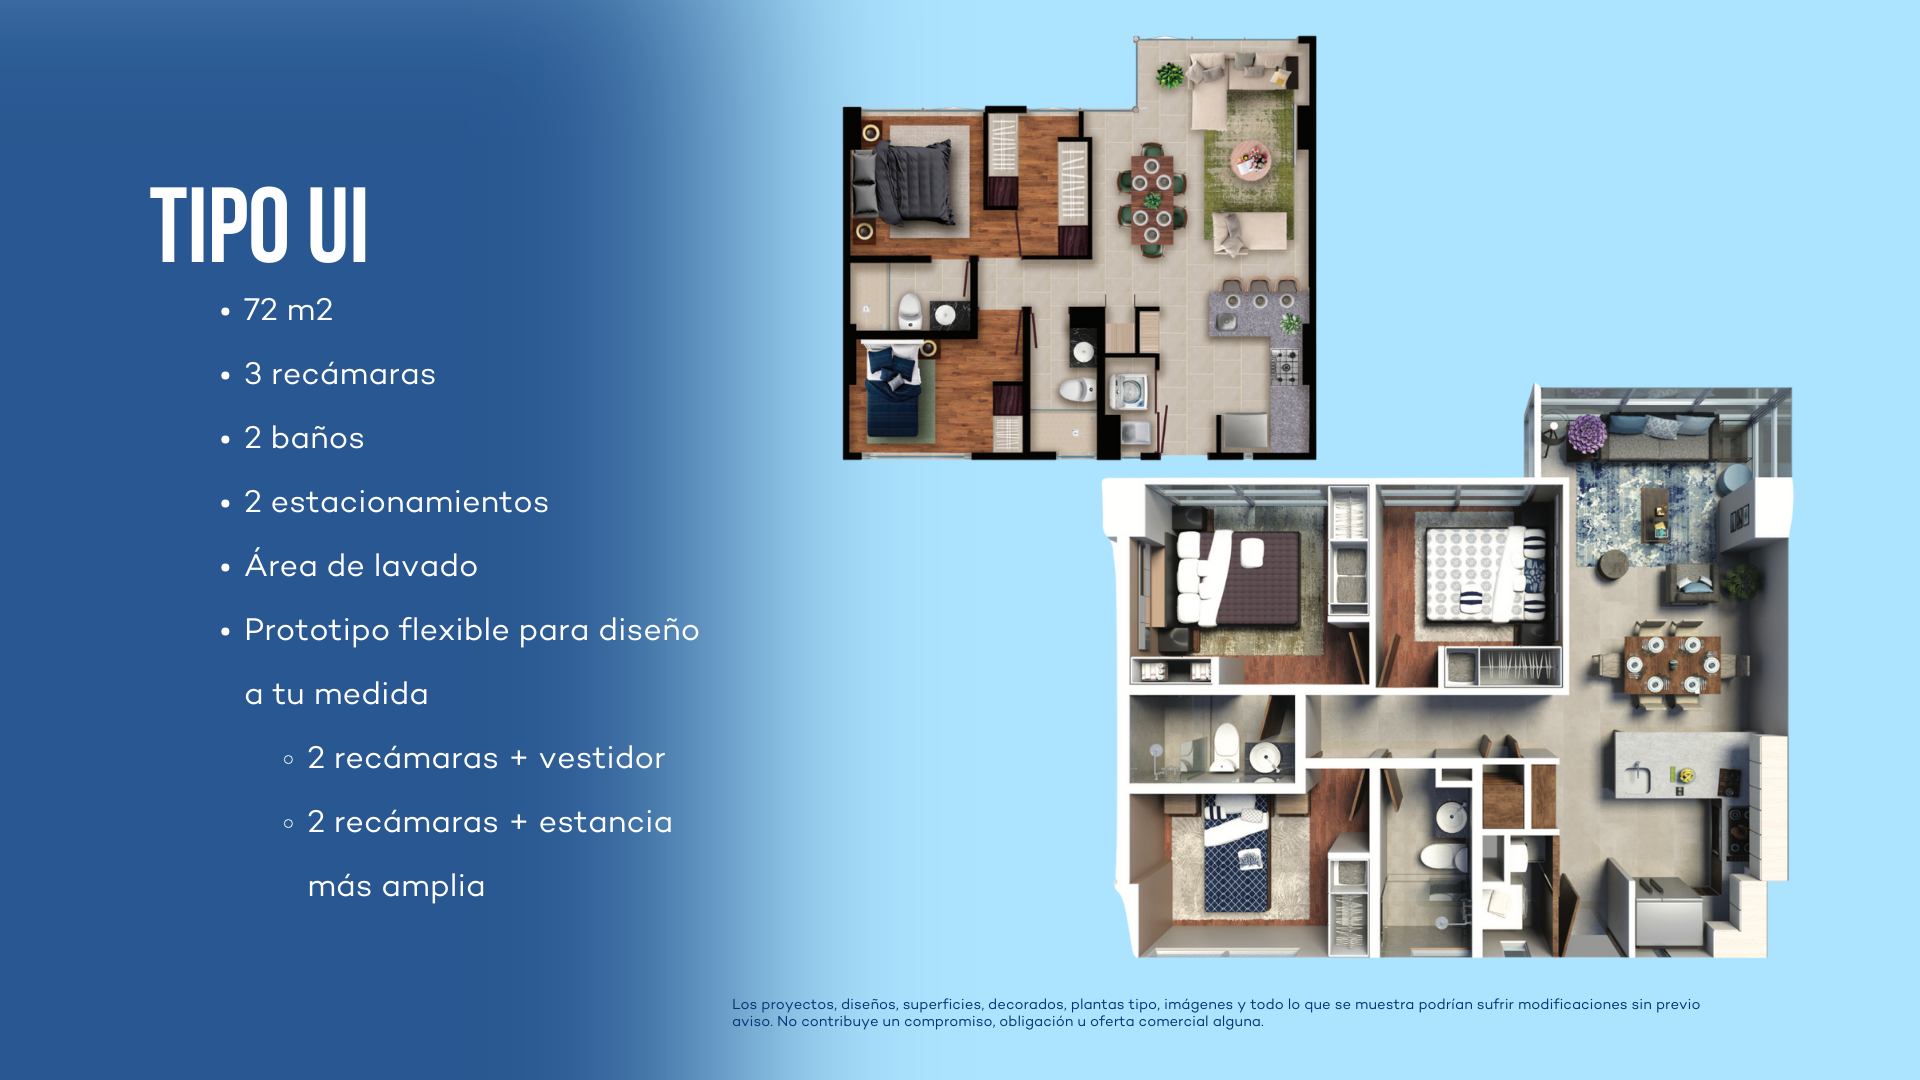 TIPO UI
• 72 m2
• 3 recámaras
• 2 baños
• 2 estacionamientos
• Área de lavado
• Prototipo flexible para diseño
a tu medida
◦ 2 recámaras + vestidor
◦ 2 recámaras + estancia
más amplia
Los proyectos, diseños, superficies, decorados, plantas tipo, imágenes y todo lo que se muestra podrían sufrir modificaciones sin previo
aviso. No contribuye un compromiso, obligación u oferta comercial alguna.